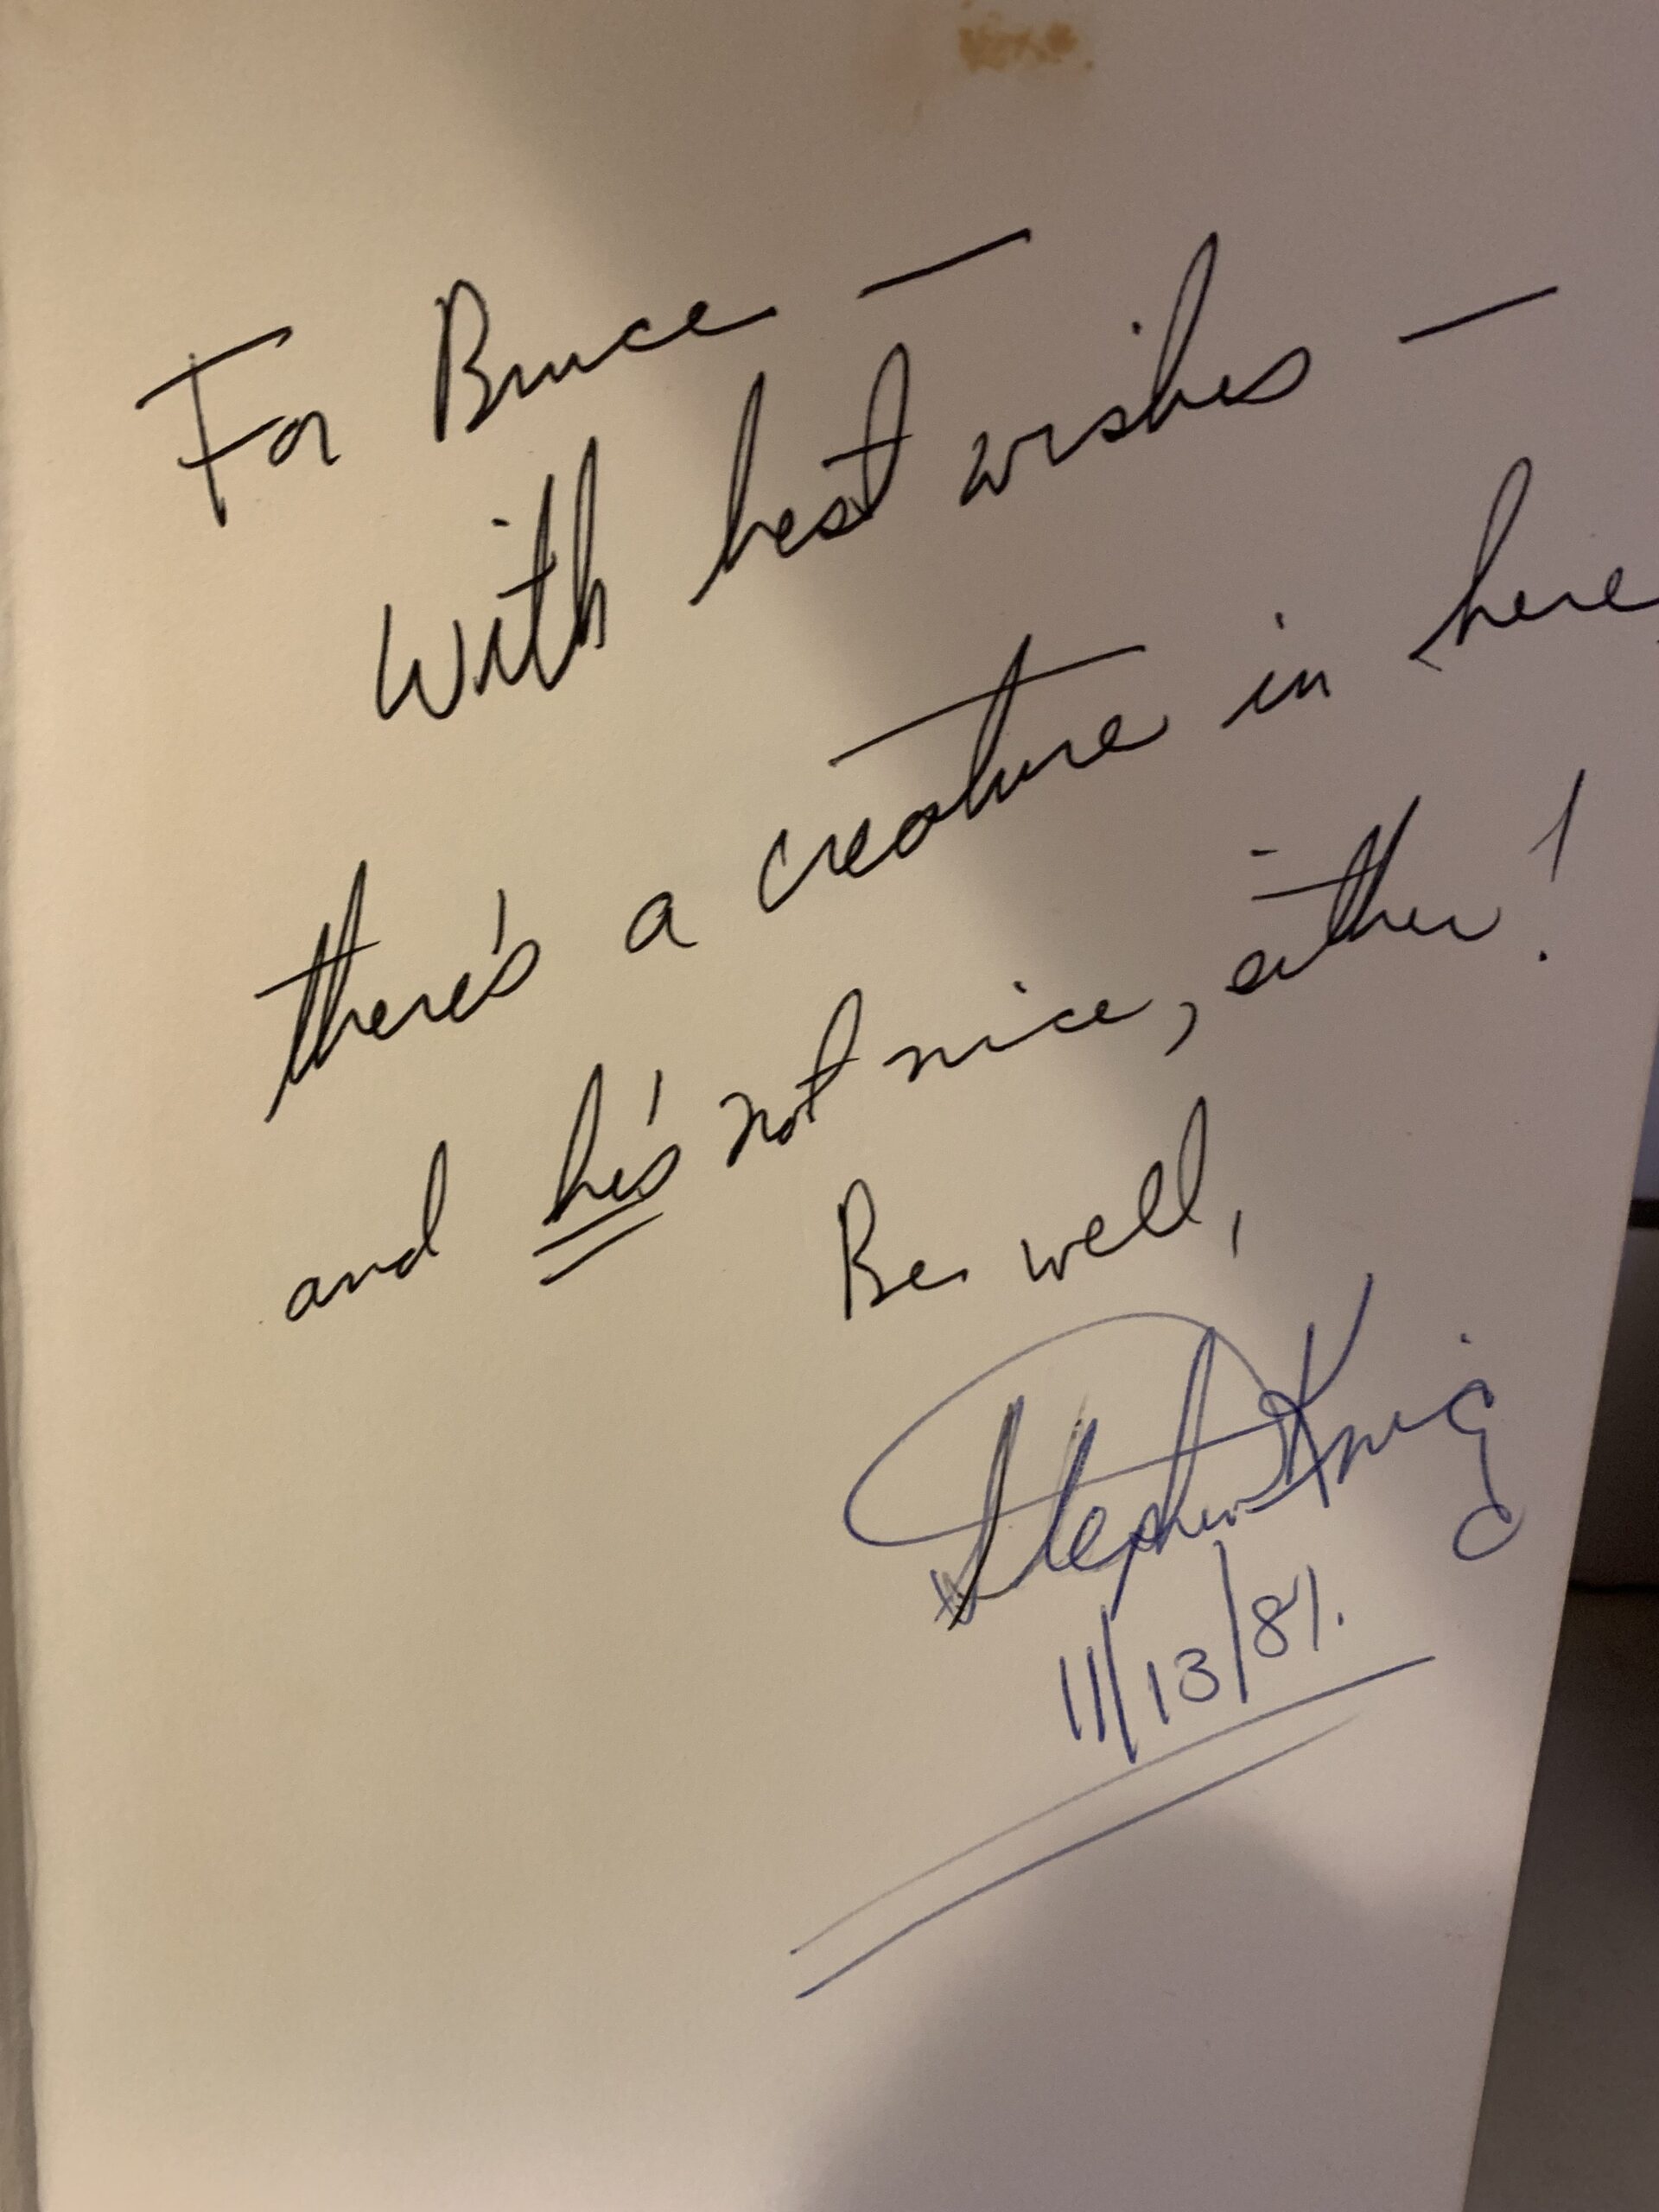 For Bruce —
With best wishes —
there's a creature in here,
and he's not nice, either!
Be well,
Stephen King
11/13/81.